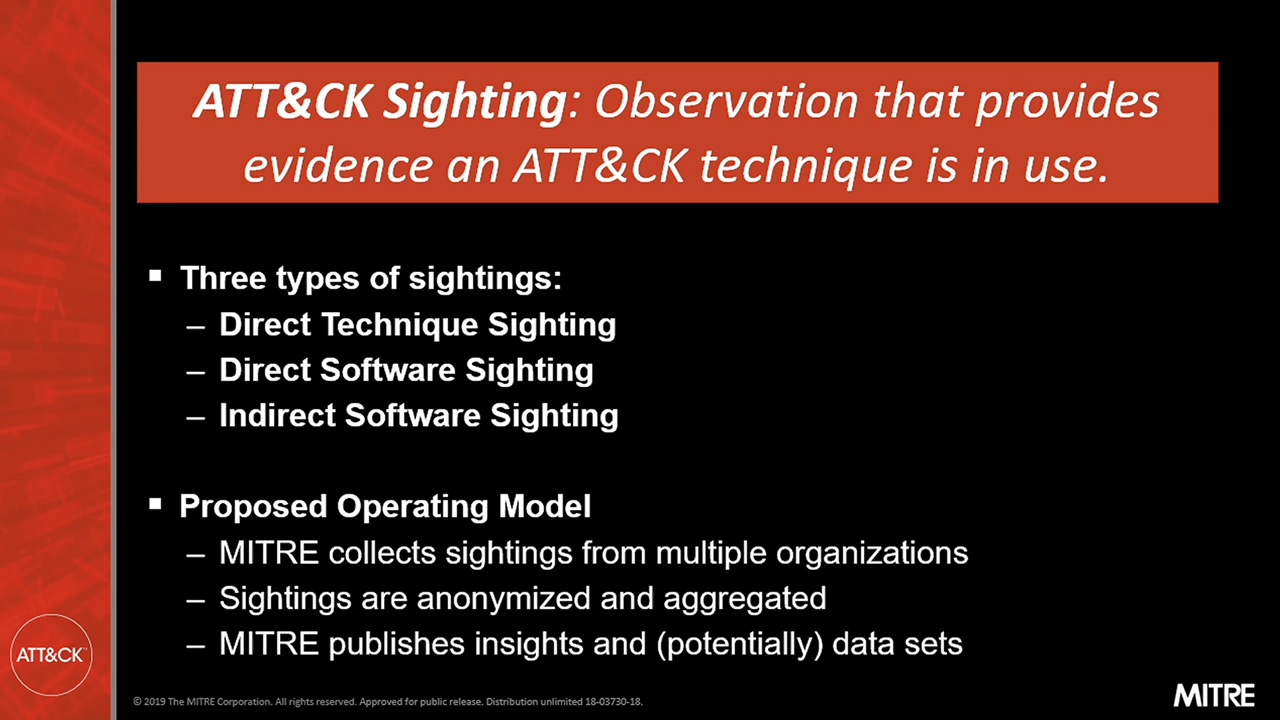 ATT&CK Sighting: Observation that provides
evidence an ATT&CK technique is in use.
▪ Three types of sightings:
– Direct Technique Sighting
– Direct Software Sighting
– Indirect Software Sighting
▪ Proposed Operating Model
– MITRE collects sightings from multiple organizations
– Sightings are anonymized and aggregated
– MITRE publishes insights and (potentially) data sets
ATT&CK™
© 2019 The MITRE Corporation. All rights reserved. Approved for public release. Distribution unlimited 18-03730-18.
MITRE